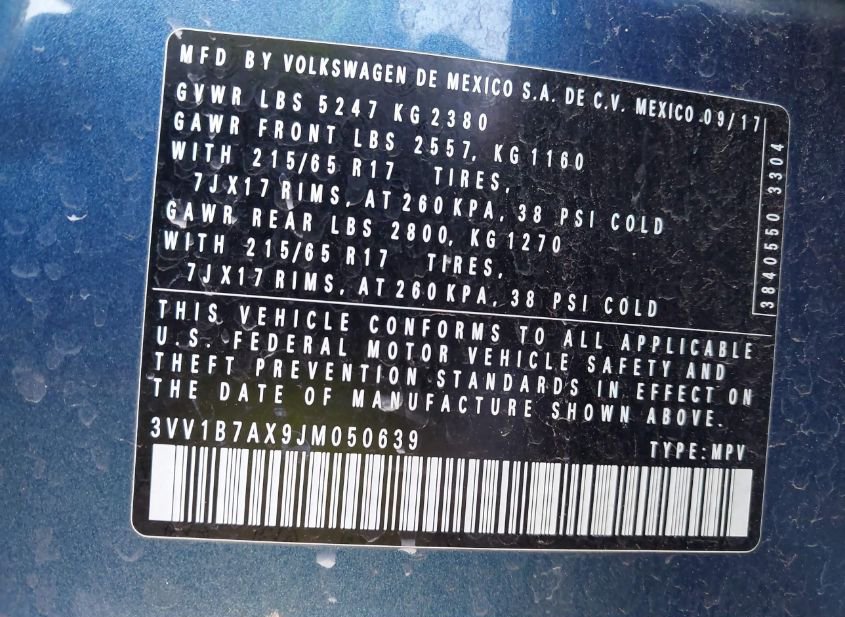 MFD BY VOLKSWAGEN DE MEXICO S.A. DE C.V. MEXICO 09/17
GVWR LBS 5247 KG 2380
GAWR FRONT LBS 2557, KG 1160
WITH 215/65 R17 TIRES,
7JX17 RIMS, AT 260 KPA, 38 PSI COLD
GAWR REAR LBS 2800, KG 1270
WITH 215/65 R17 TIRES,
7JX17 RIMS, AT 260 KPA, 38 PSI COLD
3840550 3304
THIS VEHICLE CONFORMS TO ALL APPLICABLE
U.S. FEDERAL MOTOR VEHICLE SAFETY AND
THEFT PREVENTION STANDARDS IN EFFECT ON
THE DATE OF MANUFACTURE SHOWN ABOVE.
3VV1B7AX9JM050639 TYPE: MPV